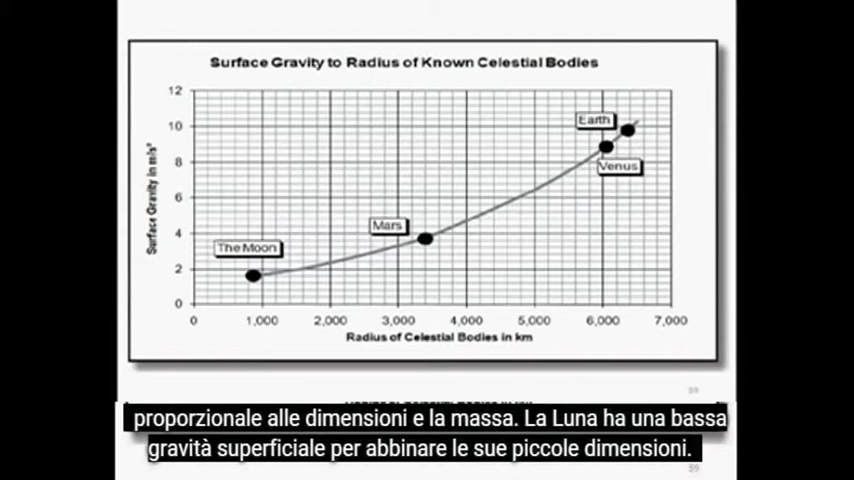 Surface Gravity to Radius of Known Celestial Bodies
12
10
8
6
4
2
0
Surface Gravity in m/s²
Earth
Venus
Mars
The Moon
0 1,000 2,000 3,000 4,000 5,000 6,000 7,000
Radius of Celestial Bodies in km
59
proporzionale alle dimensioni e la massa. La Luna ha una bassa
gravità superficiale per abbinare le sue piccole dimensioni.
59